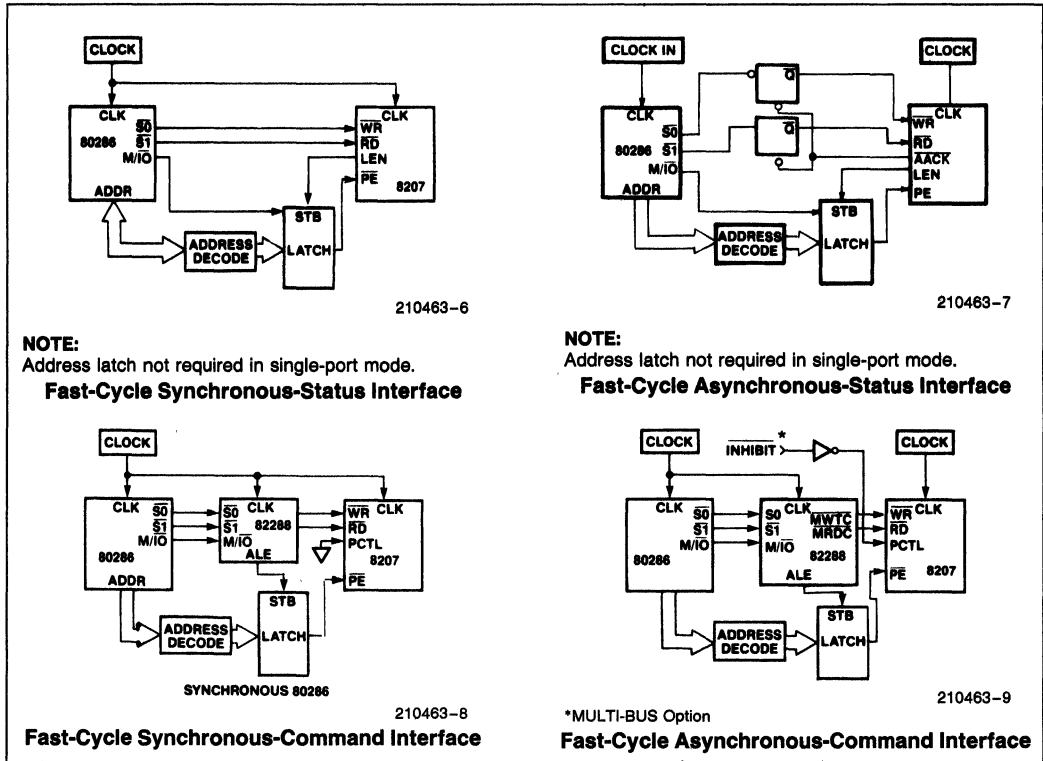 CLOCK
CLK
80286
S0
S1
M/IO
ADDR
CLK
WR
RD
LEN
PE
8207
STB
LATCH
ADDRESS
DECODE
210463-6
NOTE:
Address latch not required in single-port mode.
Fast-Cycle Synchronous-Status Interface
CLOCK IN
CLOCK
CLK
80286
S0
S1
M/IO
ADDR
Q
Q
CLK
WR
RD
AACK
LEN
PE
STB
LATCH
ADDRESS
DECODE
210463-7
NOTE:
Address latch not required in single-port mode.
Fast-Cycle Asynchronous-Status Interface
CLOCK
CLK
S0
S1
M/IO
80286
ADDR
CLK
S0
S1
M/IO
82288
ALE
CLK
WR
RD
PCTL
8207
PE
STB
LATCH
ADDRESS
DECODE
SYNCHRONOUS 80286
210463-8
Fast-Cycle Synchronous-Command Interface
CLOCK
INHIBIT *
CLOCK
CLK
S0
S1
M/IO
80286
CLK
S0
S1
M/IO
MWTC
MRDC
82288
ALE
CLK
WR
RD
PCTL
PE
8207
STB
LATCH
ADDRESS
DECODE
210463-9
*MULTI-BUS Option
Fast-Cycle Asynchronous-Command Interface